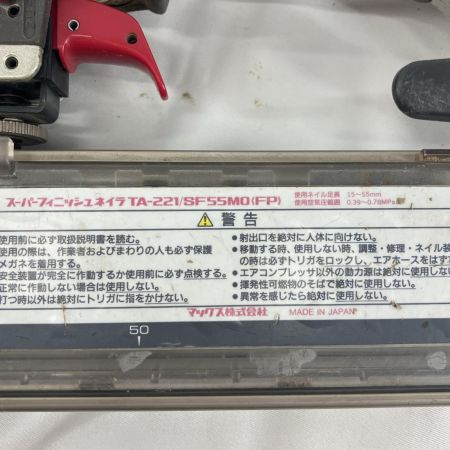 スーパーフィニッシュネイラ TA-221/SF55M0(FP)
使用ネイル足長 15～55mm
使用空気圧範囲 0.39～0.78MPa
⚠ 警告
使用前に必ず取扱説明書を読む。
使用の際は、作業者およびまわりの人も必ず保護
メガネを着用する。
安全装置が完全に作動するか使用前に必ず点検する。
正常に作動しない場合は使用しない。
打つ時以外は絶対にトリガに指をかけない。
• 射出口を絶対に人体に向けない。
• 移動する時、使用しない時、調整・修理・ネイル装
の時は必ずトリガをロックし、エアホースをはず
• エアコンプレッサ以外の動力源は絶対に使用しない。
• 揮発性可燃物のそばで絶対に使用しない。
• 異常を感じたら絶対に使用しない。
マックス株式会社
MADE IN JAPAN
50